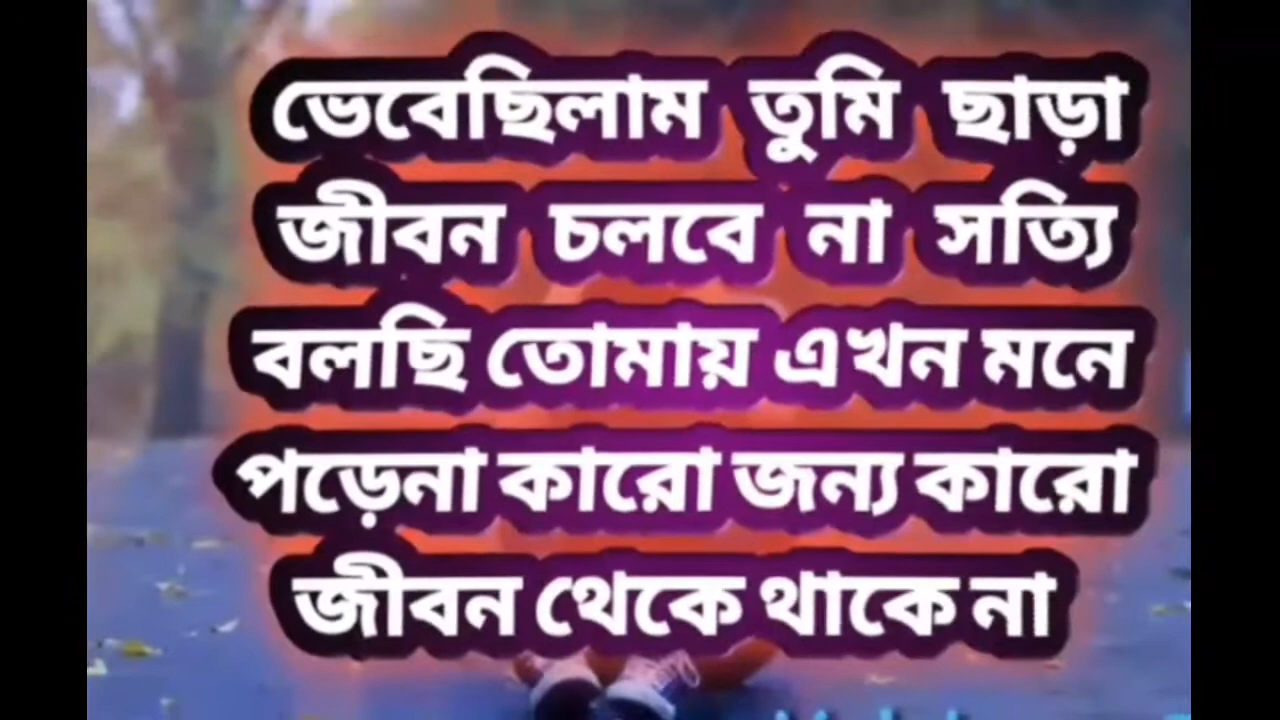 ভেবেছিলাম তুমি ছাড়া
জীবন চলবে না সত্যি
বলছি তোমায় এখন মনে
পড়েনা কারো জন্য কারো
জীবন থেকে থাকে না